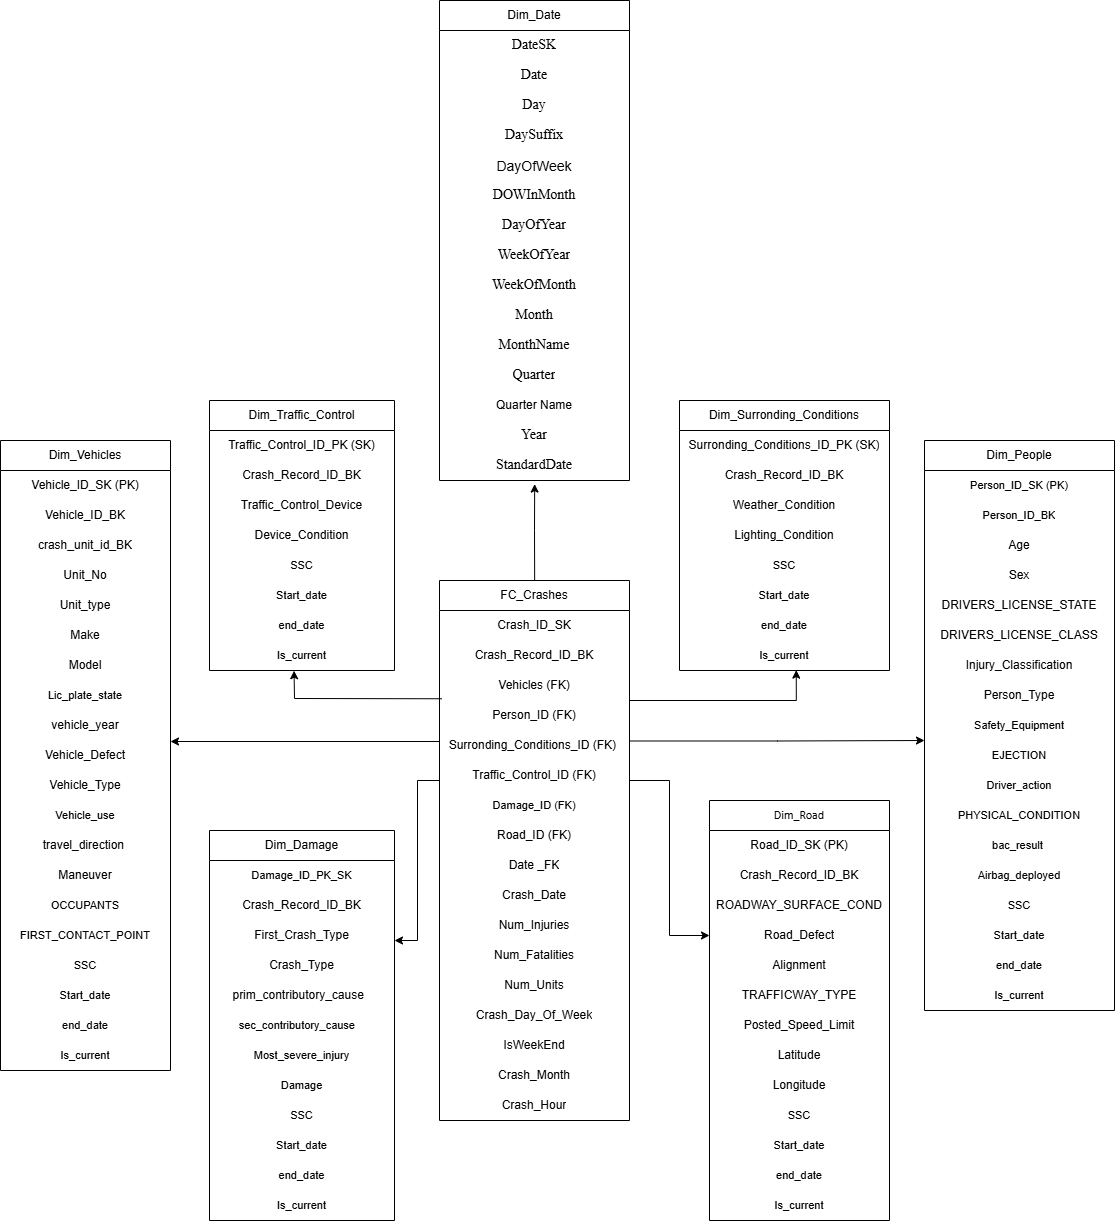 Dim_Date
DateSK
Date
Day
DaySuffix
DayOfWeek
DOWInMonth
DayOfYear
WeekOfYear
WeekOfMonth
Month
MonthName
Quarter
Quarter Name
Year
StandardDate
Dim_Traffic_Control
Traffic_Control_ID_PK (SK)
Crash_Record_ID_BK
Traffic_Control_Device
Device_Condition
SSC
Start_date
end_date
Is_current
Dim_Surronding_Conditions
Surronding_Conditions_ID_PK (SK)
Crash_Record_ID_BK
Weather_Condition
Lighting_Condition
SSC
Start_date
end_date
Is_current
Dim_Vehicles
Vehicle_ID_SK (PK)
Vehicle_ID_BK
crash_unit_id_BK
Unit_No
Unit_type
Make
Model
Lic_plate_state
vehicle_year
Vehicle_Defect
Vehicle_Type
Vehicle_use
travel_direction
Maneuver
OCCUPANTS
FIRST_CONTACT_POINT
SSC
Start_date
end_date
Is_current
Dim_People
Person_ID_SK (PK)
Person_ID_BK
Age
Sex
DRIVERS_LICENSE_STATE
DRIVERS_LICENSE_CLASS
Injury_Classification
Person_Type
Safety_Equipment
EJECTION
Driver_action
PHYSICAL_CONDITION
bac_result
Airbag_deployed
SSC
Start_date
end_date
Is_current
FC_Crashes
Crash_ID_SK
Crash_Record_ID_BK
Vehicles (FK)
Person_ID (FK)
Surronding_Conditions_ID (FK)
Traffic_Control_ID (FK)
Damage_ID (FK)
Road_ID (FK)
Date _FK
Crash_Date
Num_Injuries
Num_Fatalities
Num_Units
Crash_Day_Of_Week
IsWeekEnd
Crash_Month
Crash_Hour
Dim_Damage
Damage_ID_PK_SK
Crash_Record_ID_BK
First_Crash_Type
Crash_Type
prim_contributory_cause
sec_contributory_cause
Most_severe_injury
Damage
SSC
Start_date
end_date
Is_current
Dim_Road
Road_ID_SK (PK)
Crash_Record_ID_BK
ROADWAY_SURFACE_COND
Road_Defect
Alignment
TRAFFICWAY_TYPE
Posted_Speed_Limit
Latitude
Longitude
SSC
Start_date
end_date
Is_current